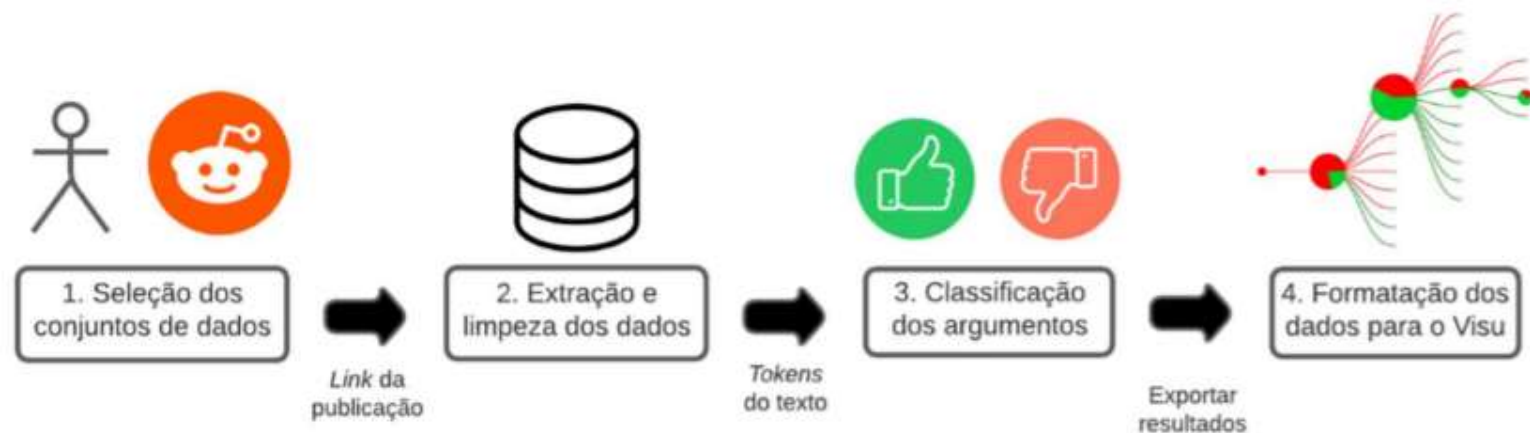 1. Seleção dos
conjuntos de dados
Link da
publicação
2. Extração e
limpeza dos dados
Tokens
do texto
3. Classificação
dos argumentos
Exportar
resultados
4. Formatação dos
dados para o Visu